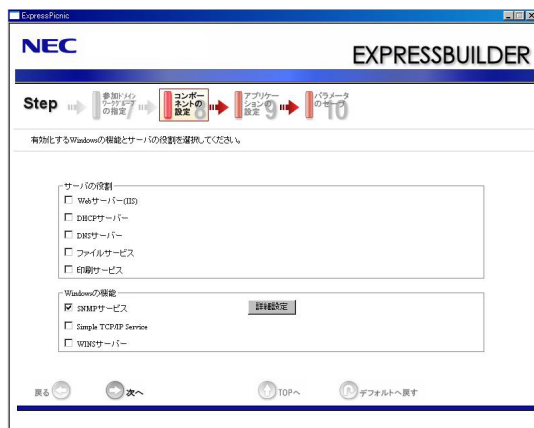 ExpressPicnic
NEC
EXPRESSBUILDER
Step
参加ドメイン
ワークグループ
の指定 7
コンポー
ネントの
設定 8
アプリケー
ションの
設定 9
パラメータ
のセーブ 10
有効化するWindowsの機能とサーバの役割を選択してください。
サーバの役割
Webサーバー(IIS)
DHCPサーバー
DNSサーバー
ファイルサービス
印刷サービス
Windowsの機能
SNMPサービス 詳細設定
Simple TCP/IP Service
WINSサーバー
戻る 次へ TOPへ デフォルトへ戻す